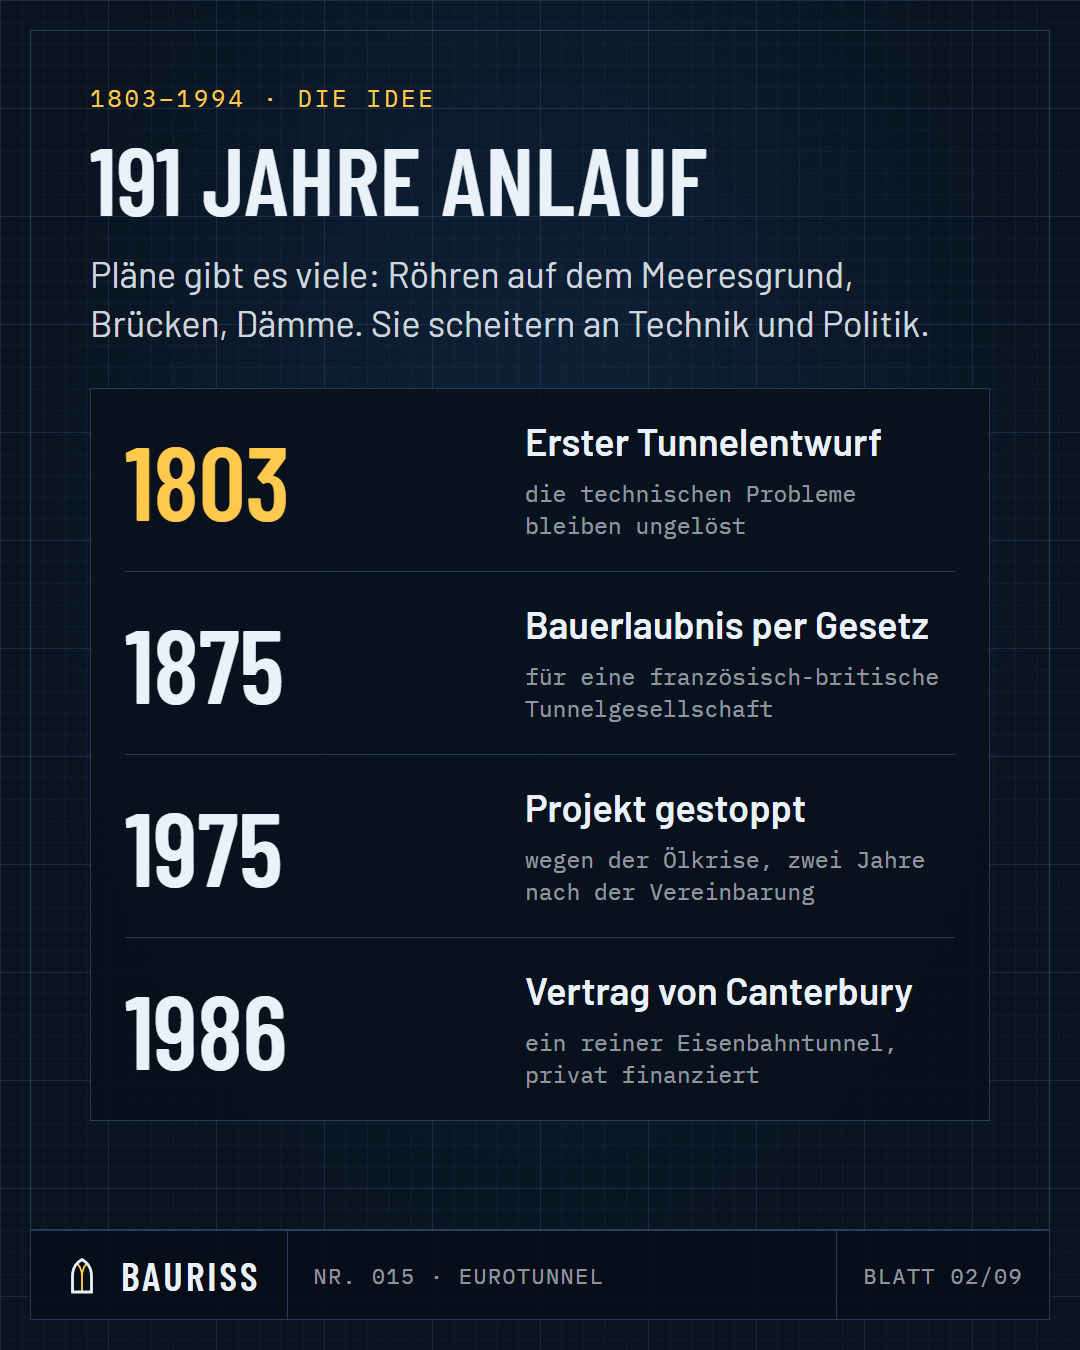 1803–1994 · DIE IDEE
191 JAHRE ANLAUF
Pläne gibt es viele: Röhren auf dem Meeresgrund,
Brücken, Dämme. Sie scheitern an Technik und Politik.
1803
Erster Tunnelentwurf
die technischen Probleme
bleiben ungelöst
1875
Bauerlaubnis per Gesetz
für eine französisch-britische
Tunnelgesellschaft
1975
Projekt gestoppt
wegen der Ölkrise, zwei Jahre
nach der Vereinbarung
1986
Vertrag von Canterbury
ein reiner Eisenbahntunnel,
privat finanziert
BAURISS
NR. 015 · EUROTUNNEL
BLATT 02/09